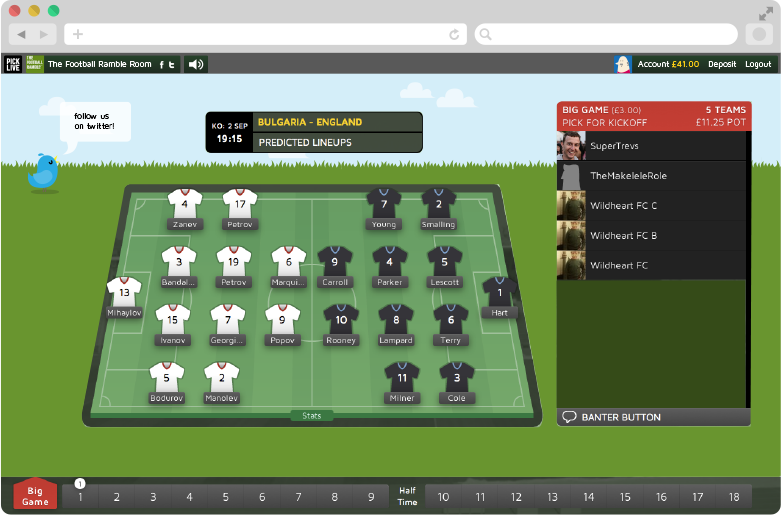 PICK
LIVE
THE
FOOTBALL
RAMBLE
The Football Ramble Room
Account £41.00
Deposit
Logout
follow us
on twitter!
KO: 2 SEP
19:15
BULGARIA - ENGLAND
PREDICTED LINEUPS
BIG GAME (£3.00)
5 TEAMS
PICK FOR KICKOFF
£11.25 POT
SuperTrevs
TheMakeleleRole
Wildheart FC C
Wildheart FC B
Wildheart FC
BANTER BUTTON
4
Zanev
17
Petrov
7
Young
2
Smalling
3
Bandal...
19
Petrov
6
Marqui...
9
Carroll
4
Parker
5
Lescott
13
Mihaylov
1
Hart
15
Ivanov
7
Georgi...
9
Popov
10
Rooney
8
Lampard
6
Terry
5
Bodurov
2
Manolev
11
Milner
3
Cole
Stats
Big
Game
1
1 2 3 4 5 6 7 8 9
Half
Time
10 11 12 13 14 15 16 17 18